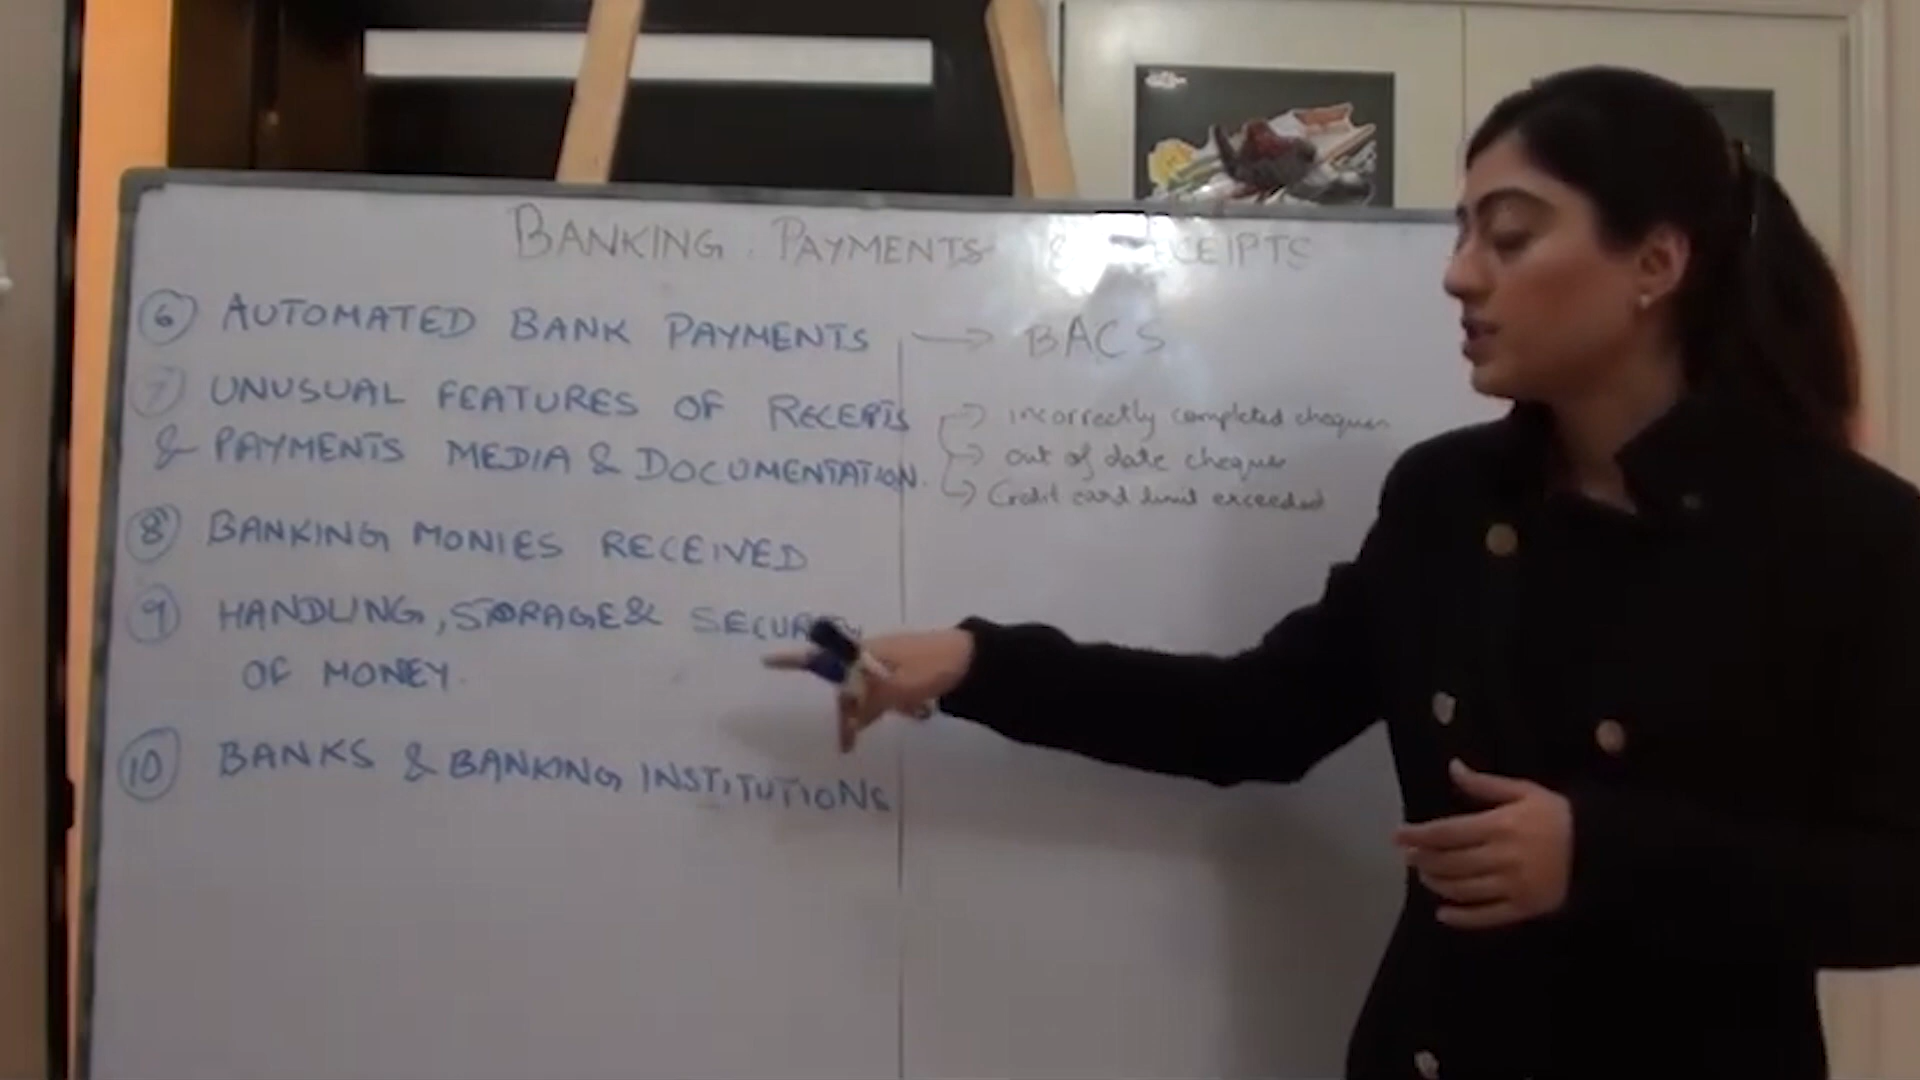 BANKING PAYMENTS & RECEIPTS
6 AUTOMATED BANK PAYMENTS → BACS
7 UNUSUAL FEATURES OF RECEPTS
& PAYMENTS MEDIA & DOCUMENTATION.
→ incorrectly completed cheques
→ out of date cheques
→ Credit card limit exceeded
8 BANKING MONIES RECEIVED
9 HANDLING, STORAGE & SECURITY
OF MONEY.
10 BANKS & BANKING INSTITUTIONS